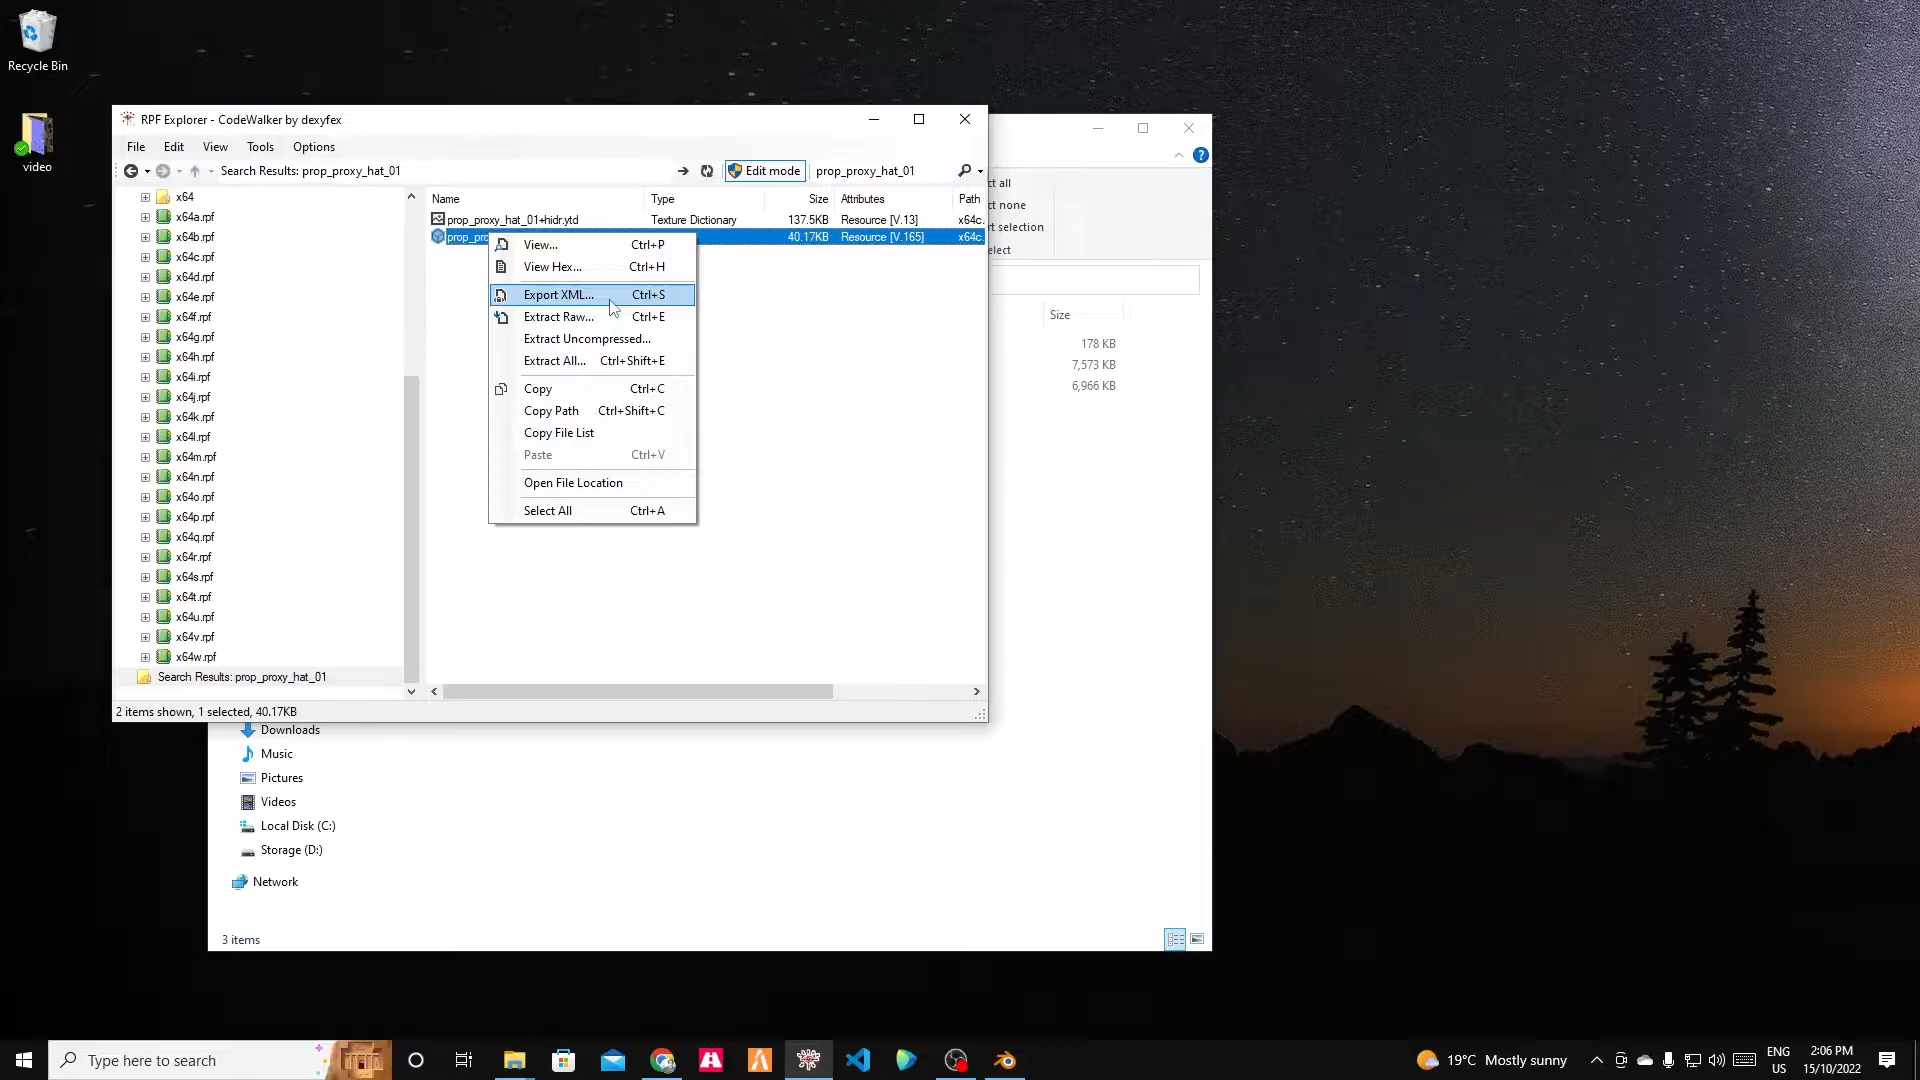 Recycle Bin
video
RPF Explorer - CodeWalker by dexyfex
File Edit View Tools Options
Search Results: prop_proxy_hat_01
Edit mode
prop_proxy_hat_01
x64
x64a.rpf
x64b.rpf
x64c.rpf
x64d.rpf
x64e.rpf
x64f.rpf
x64g.rpf
x64h.rpf
x64i.rpf
x64j.rpf
x64k.rpf
x64l.rpf
x64m.rpf
x64n.rpf
x64o.rpf
x64p.rpf
x64q.rpf
x64r.rpf
x64s.rpf
x64t.rpf
x64u.rpf
x64v.rpf
x64w.rpf
Search Results: prop_proxy_hat_01
Name Type Size Attributes Path
prop_proxy_hat_01+hidr.ytd Texture Dictionary 137.5KB Resource [V.13] x64c.
prop_pro 40.17KB Resource [V.165] x64c.
View... Ctrl+P
View Hex... Ctrl+H
Export XML... Ctrl+S
Extract Raw... Ctrl+E
Extract Uncompressed...
Extract All... Ctrl+Shift+E
Copy Ctrl+C
Copy Path Ctrl+Shift+C
Copy File List
Paste Ctrl+V
Open File Location
Select All Ctrl+A
2 items shown, 1 selected, 40.17KB
ct all
ct none
rt selection
elect
Size
178 KB
7,573 KB
6,966 KB
Downloads
Music
Pictures
Videos
Local Disk (C:)
Storage (D:)
Network
3 items
Type here to search
19°C Mostly sunny
ENG
US
2:06 PM
15/10/2022